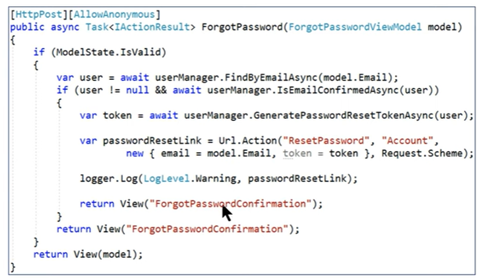 [HttpPost][AllowAnonymous]
public async Task<IActionResult> ForgotPassword(ForgotPasswordViewModel model)
{
if (ModelState.IsValid)
{
var user = await userManager.FindByEmailAsync(model.Email);
if (user != null && await userManager.IsEmailConfirmedAsync(user))
{
var token = await userManager.GeneratePasswordResetTokenAsync(user);
var passwordResetLink = Url.Action("ResetPassword", "Account",
new { email = model.Email, token = token }, Request.Scheme);
logger.Log(LogLevel.Warning, passwordResetLink);
return View("ForgotPasswordConfirmation");
}
return View("ForgotPasswordConfirmation");
}
return View(model);
}